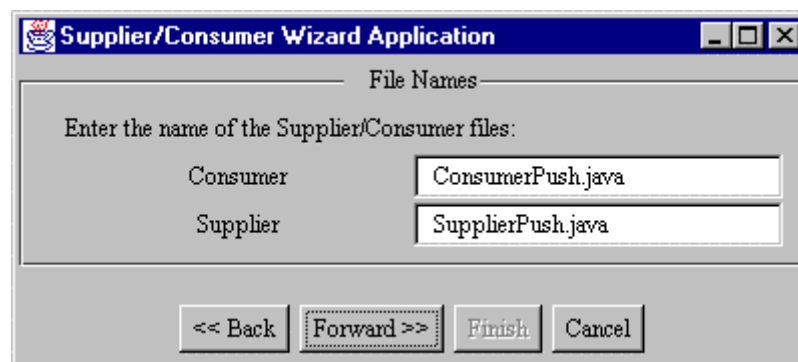 Supplier/Consumer Wizard Application
File Names
Enter the name of the Supplier/Consumer files:
Consumer ConsumerPush.java
Supplier SupplierPush.java
<< Back Forward >> Finish Cancel